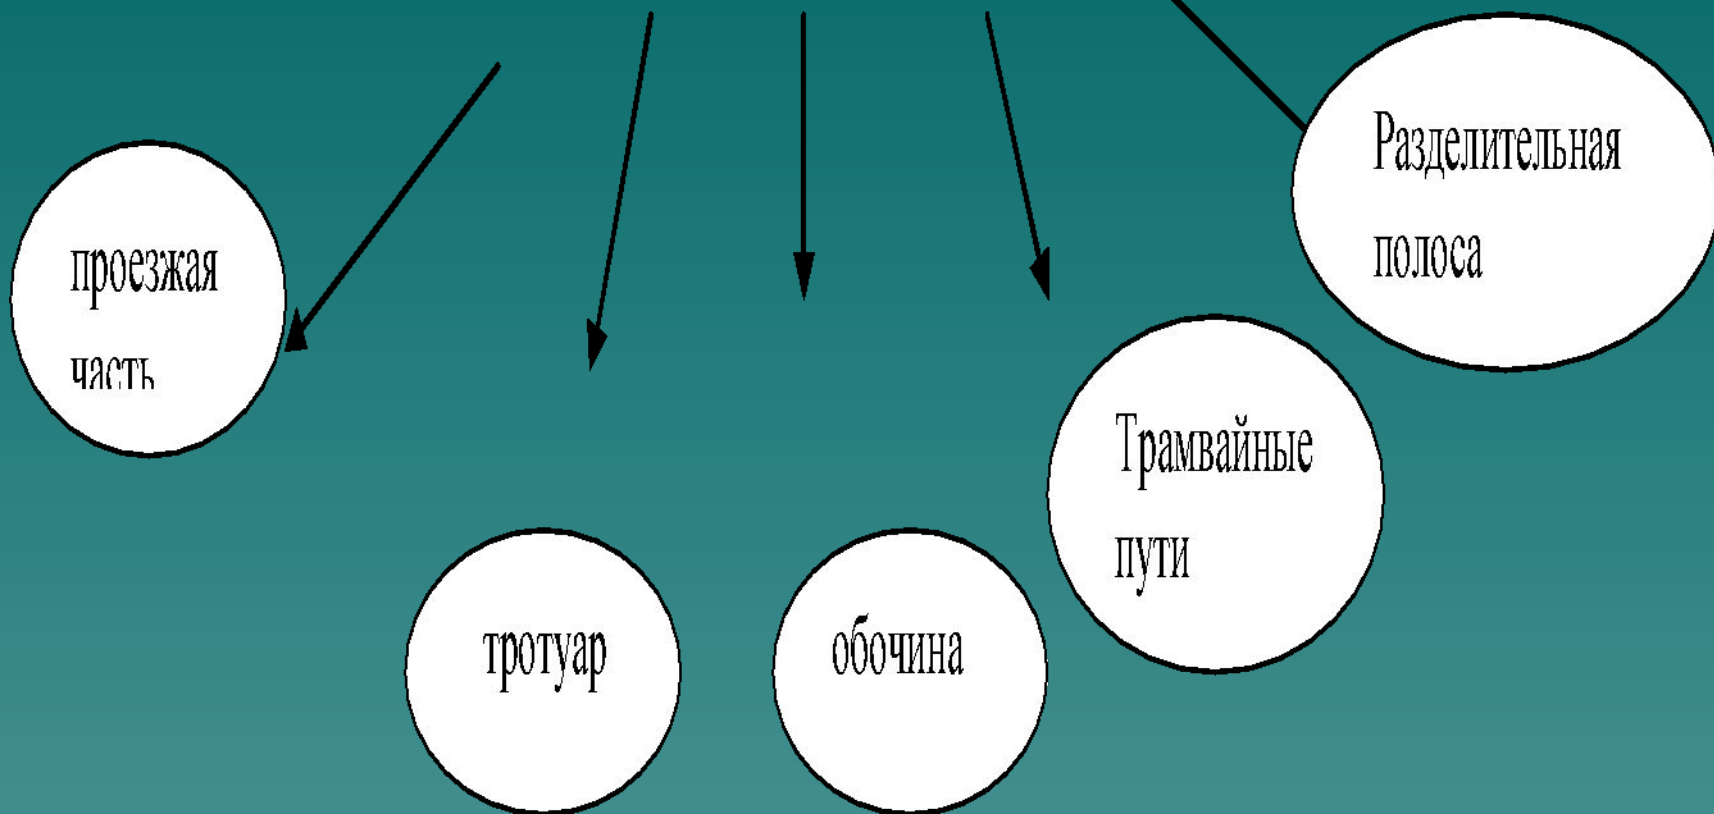 проезжая
часть
тротуар
обочина
Трамвайные
пути
Разделительная
полоса